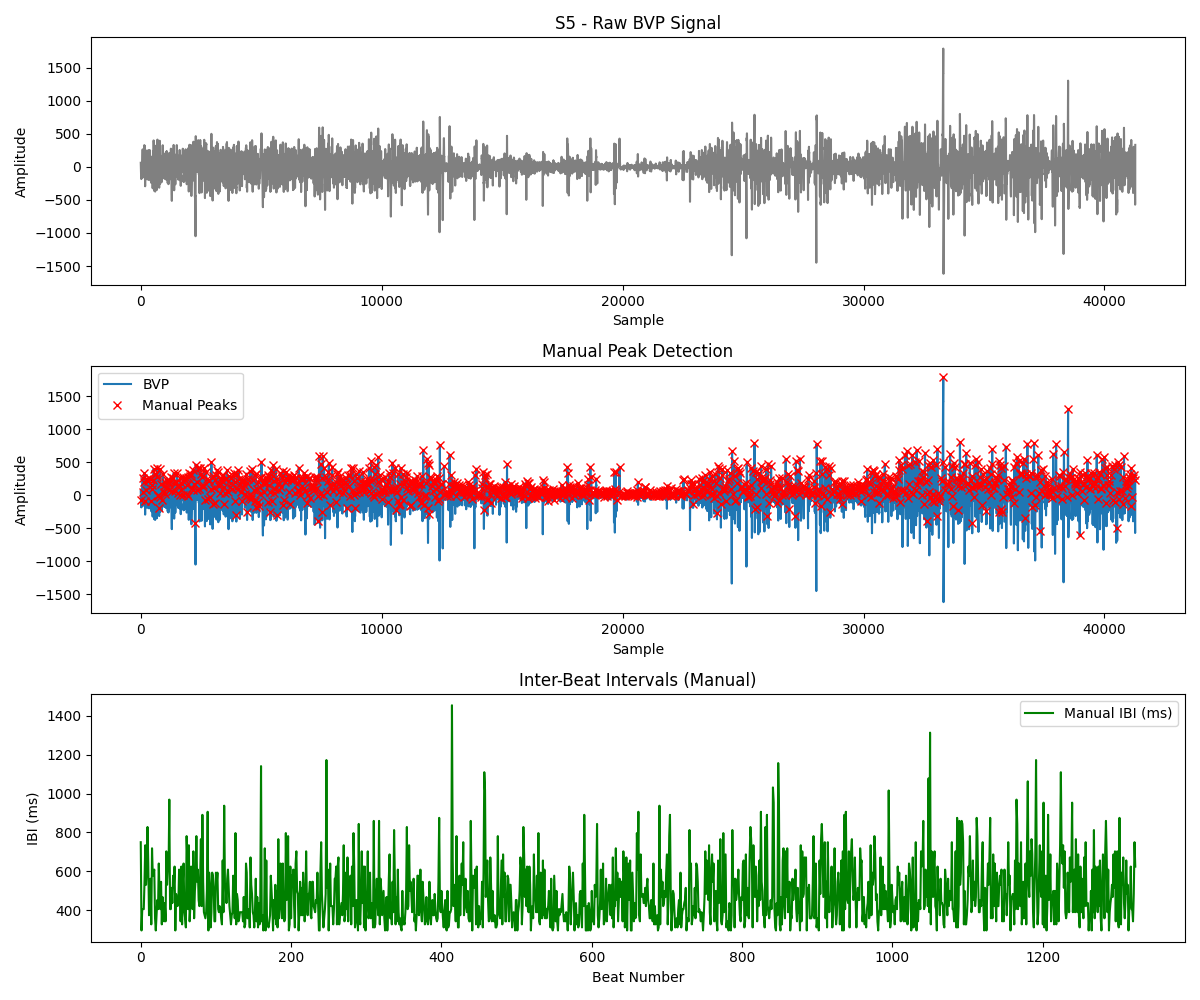 S5 - Raw BVP Signal
1500
1000
500
0
−500
−1000
−1500
Amplitude
0 10000 20000 30000 40000
Sample
Manual Peak Detection
BVP
Manual Peaks
1500
1000
500
0
−500
−1000
−1500
Amplitude
0 10000 20000 30000 40000
Sample
Inter-Beat Intervals (Manual)
Manual IBI (ms)
1400
1200
1000
800
600
400
IBI (ms)
0 200 400 600 800 1000 1200
Beat Number